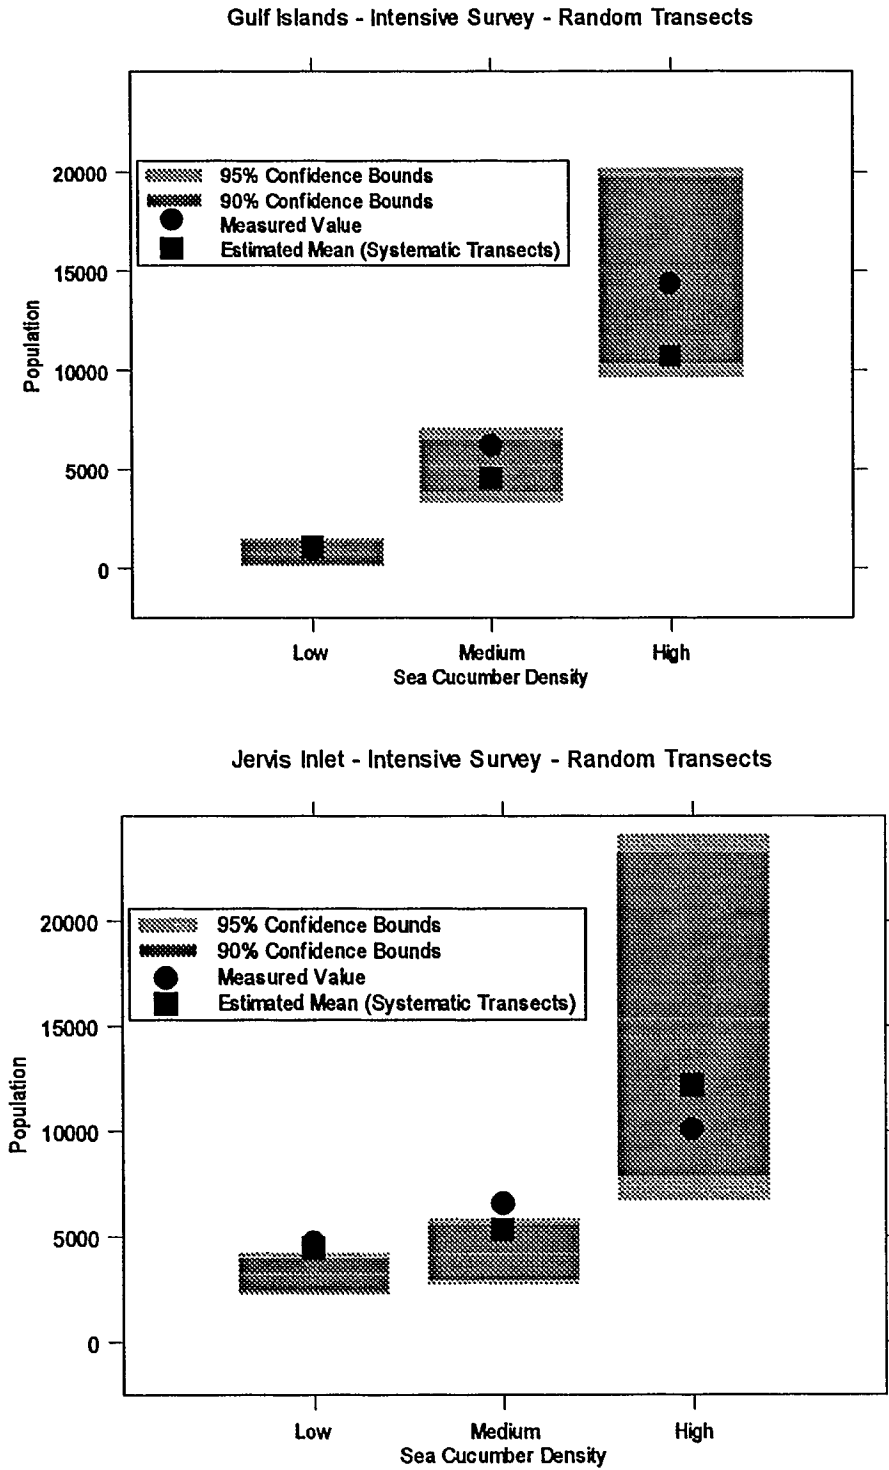 Gulf Islands - Intensive Survey - Random Transects
95% Confidence Bounds
90% Confidence Bounds
Measured Value
Estimated Mean (Systematic Transects)
20000
15000
10000
5000
0
Population
Low Medium High
Sea Cucumber Density
Jervis Inlet - Intensive Survey - Random Transects
95% Confidence Bounds
90% Confidence Bounds
Measured Value
Estimated Mean (Systematic Transects)
20000
15000
10000
5000
0
Population
Low Medium High
Sea Cucumber Density